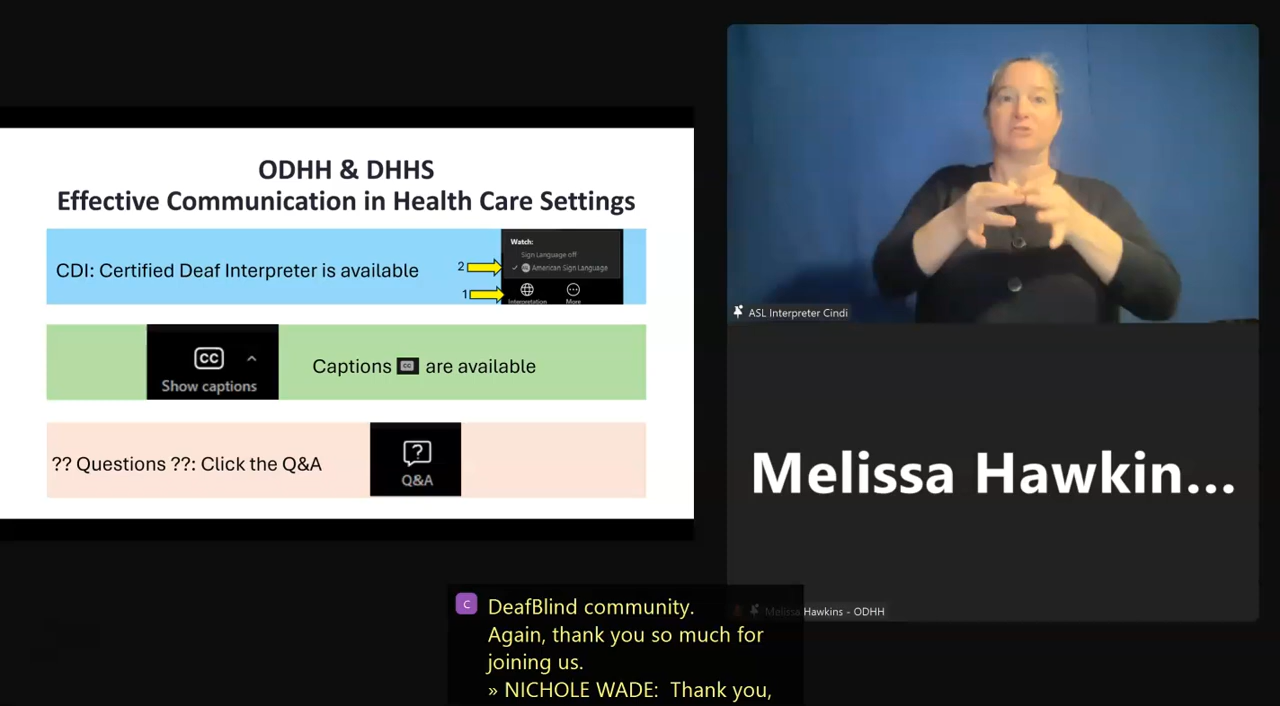 ODHH & DHHS
Effective Communication in Health Care Settings
CDI: Certified Deaf Interpreter is available
Watch:
Sign Language off
American Sign Language
2
1
Interpretation
More
CC
Show captions
Captions CC are available
?? Questions ??: Click the Q&A
?
Q&A
ASL Interpreter Cindi
Melissa Hawkin...
Melissa Hawkins - ODHH
C
DeafBlind community.
Again, thank you so much for
joining us.
» NICHOLE WADE: Thank you,